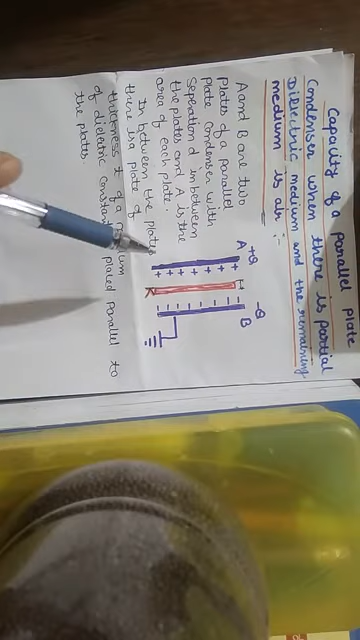 Capacity of a parallel plate
Condenser when there is partial
Dielectric medium and the remaining
medium is air :-
A and B are two
Plates of a parallel
plate condenser with
Seperation d in between
the plates and A is the
area of each plate.
In between the plates
there is a plate of
thickness t of a
of dielectric constant placed parallel to
the plates.
+Q
A
+ + + + + + +
- - - - - - -
B
-Q